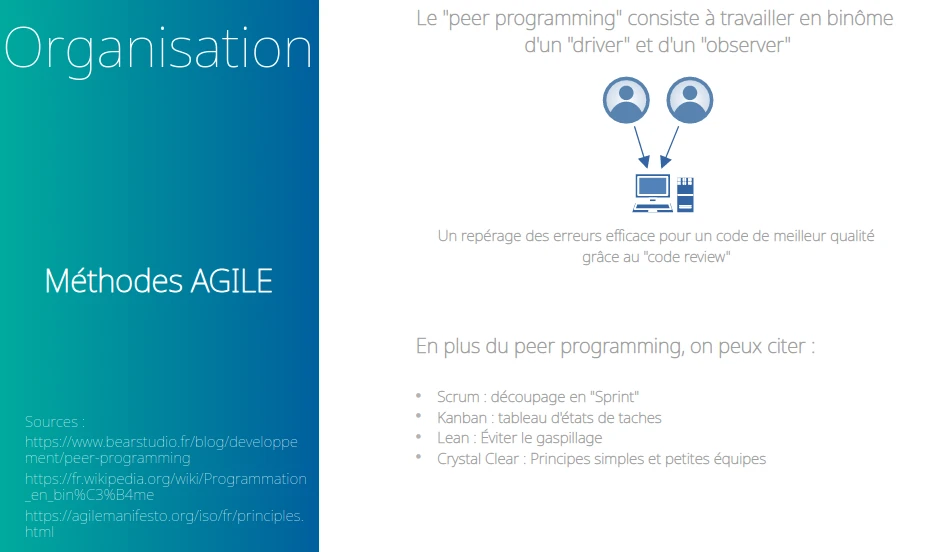 Organisation
Méthodes AGILE
Sources :
https://www.bearstudio.fr/blog/developpe
ment/peer-programming
https://fr.wikipedia.org/wiki/Programmation
_en_bin%C3%B4me
https://agilemanifesto.org/iso/fr/principles.
html
Le "peer programming" consiste à travailler en binôme
d'un "driver" et d'un "observer"
Un repérage des erreurs efficace pour un code de meilleur qualité
grâce au "code review"
En plus du peer programming, on peux citer :
• Scrum : découpage en "Sprint"
• Kanban : tableau d'états de taches
• Lean : Éviter le gaspillage
• Crystal Clear : Principes simples et petites équipes